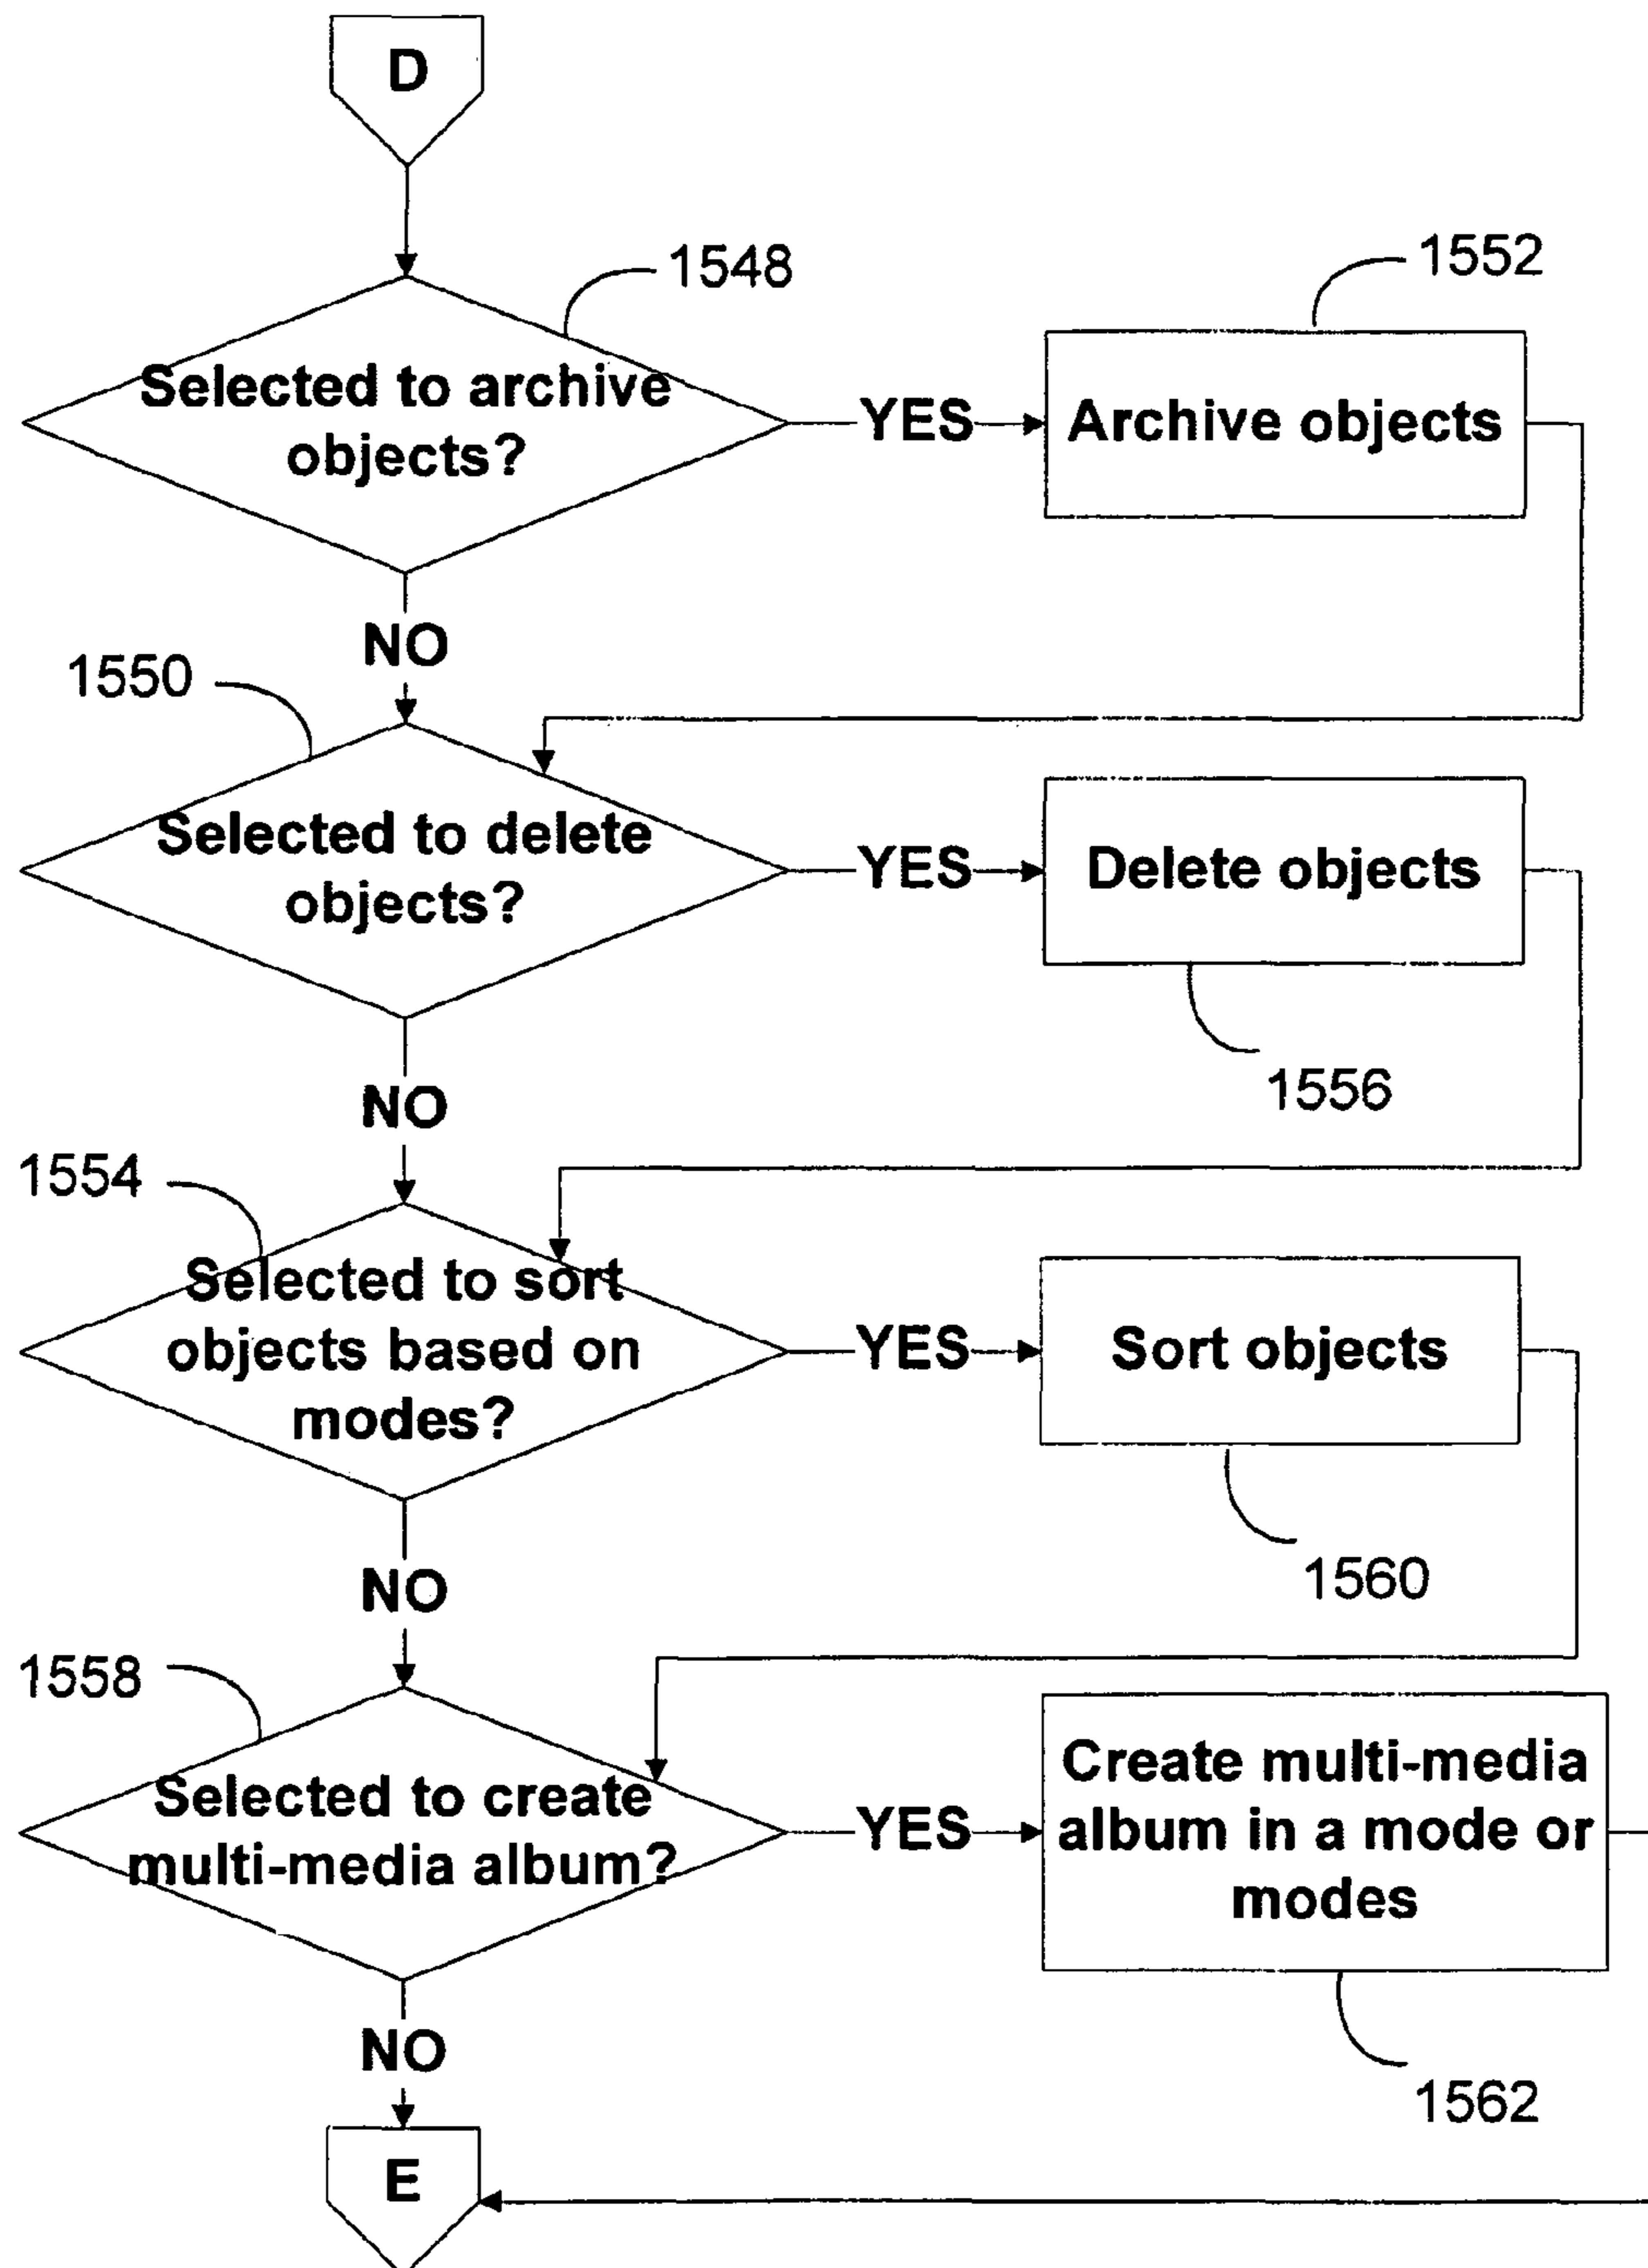 D
1548
1552
Selected to archive
objects?
YES
Archive objects
NO
1550
Selected to delete
objects?
YES
Delete objects
1556
NO
1554
Selected to sort
objects based on
modes?
YES
Sort objects
1560
NO
1558
Selected to create
multi-media album?
YES
Create multi-media
album in a mode or
modes
1562
NO
E